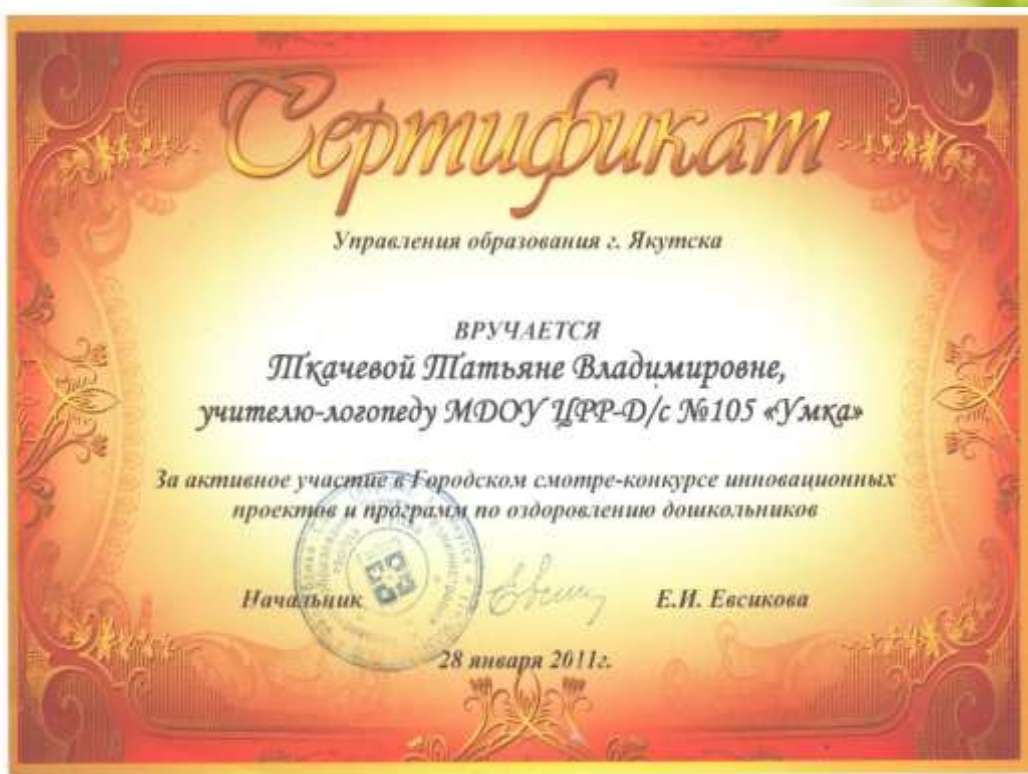 Сертификат
Управления образования г. Якутска
ВРУЧАЕТСЯ
Ткачевой Татьяне Владимировне,
учителю-логопеду МДОУ ЦРР-Д/с №105 «Умка»
За активное участие в Городском смотре-конкурсе инновационных
проектов и программ по оздоровлению дошкольников
Начальник Е.И. Евсикова
28 января 2011г.